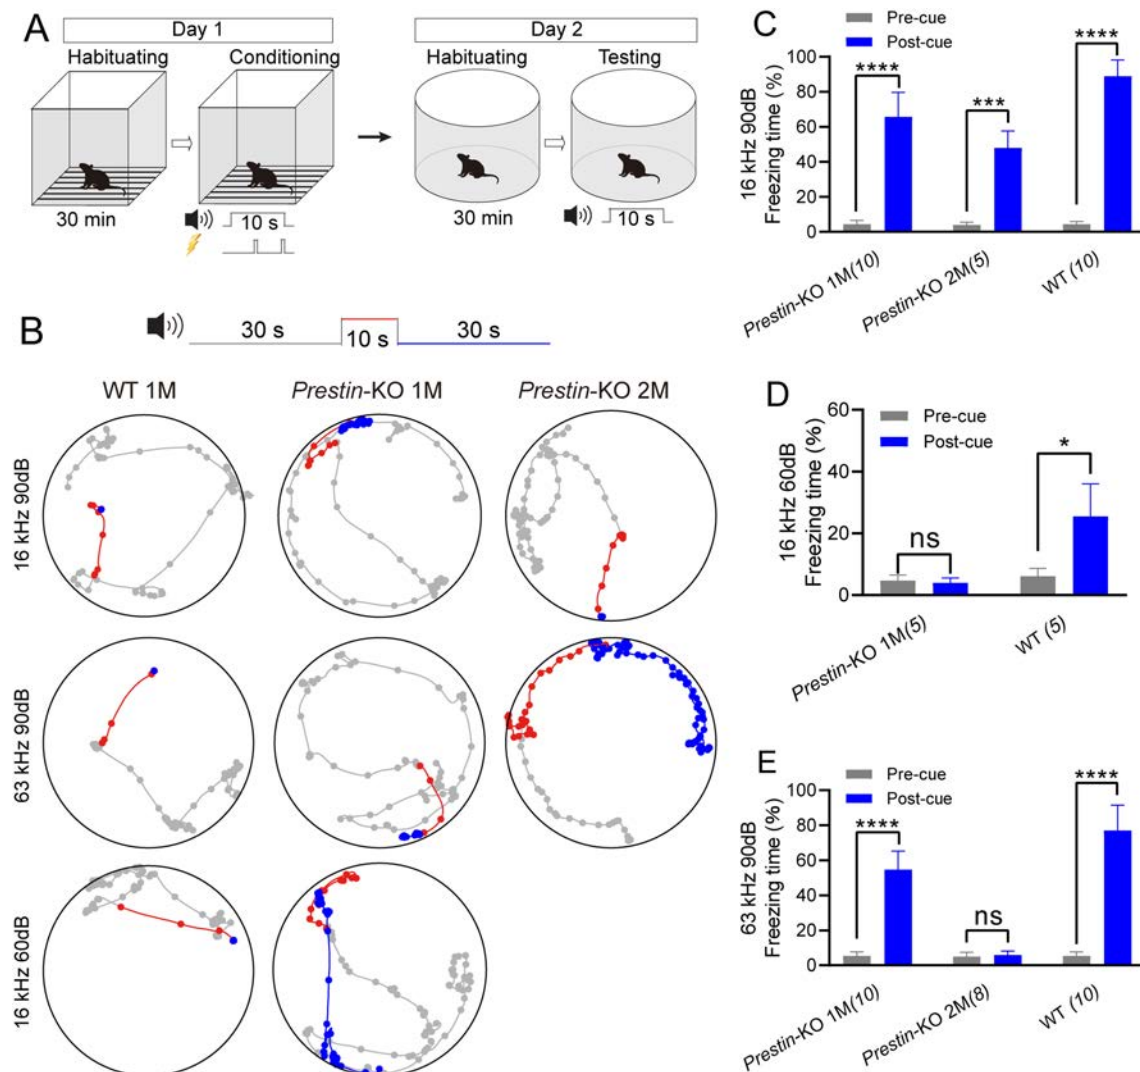 A
Day 1
Day 2
Habituating
Conditioning
Habituating
Testing
30 min
10 s
30 min
10 s
B
30 s
10 s
30 s
WT 1M
Prestin-KO 1M
Prestin-KO 2M
16 kHz 90dB
63 kHz 90dB
16 kHz 60dB
C
Pre-cue
Post-cue
16 kHz 90dB
Freezing time (%)
100
80
60
40
20
0
****
***
****
Prestin-KO 1M(10)
Prestin-KO 2M(5)
WT (10)
D
Pre-cue
Post-cue
16 kHz 60dB
Freezing time (%)
60
40
20
0
ns
*
Prestin-KO 1M(5)
WT (5)
E
Pre-cue
Post-cue
63 kHz 90dB
Freezing time (%)
100
80
60
40
20
0
****
ns
****
Prestin-KO 1M(10)
Prestin-KO 2M(8)
WT (10)